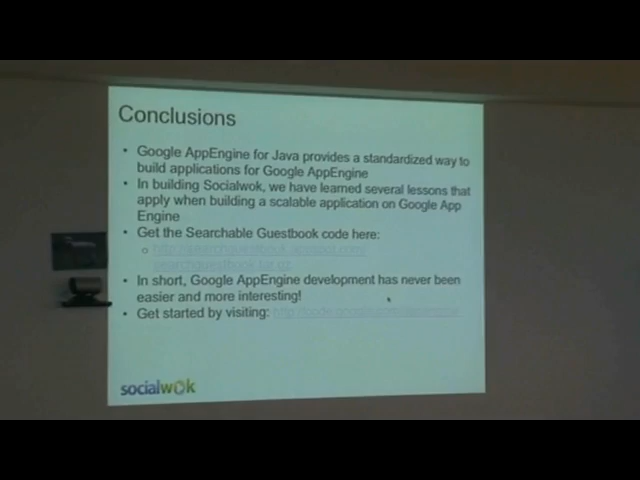 Conclusions
• Google AppEngine for Java provides a standardized way to
build applications for Google AppEngine
• In building Socialwok, we have learned several lessons that
apply when building a scalable application on Google App
Engine
• Get the Searchable Guestbook code here:
• In short, Google AppEngine development has never been
easier and more interesting!
• Get started by visiting:
socialwok